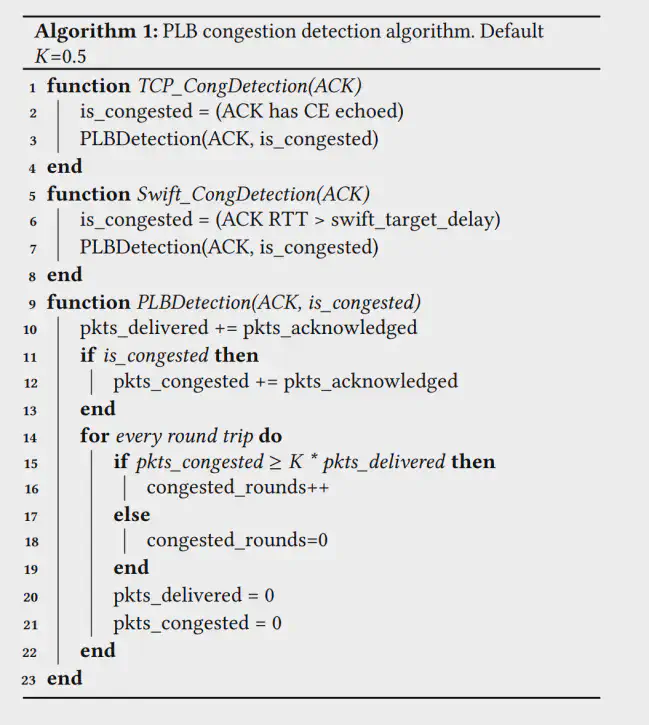 Algorithm 1: PLB congestion detection algorithm. Default
K=0.5
1 function TCP_CongDetection(ACK)
2 is_congested = (ACK has CE echoed)
3 PLBDetection(ACK, is_congested)
4 end
5 function Swift_CongDetection(ACK)
6 is_congested = (ACK RTT > swift_target_delay)
7 PLBDetection(ACK, is_congested)
8 end
9 function PLBDetection(ACK, is_congested)
10 pkts_delivered += pkts_acknowledged
11 if is_congested then
12 pkts_congested += pkts_acknowledged
13 end
14 for every round trip do
15 if pkts_congested ≥ K * pkts_delivered then
16 congested_rounds++
17 else
18 congested_rounds=0
19 end
20 pkts_delivered = 0
21 pkts_congested = 0
22 end
23 end